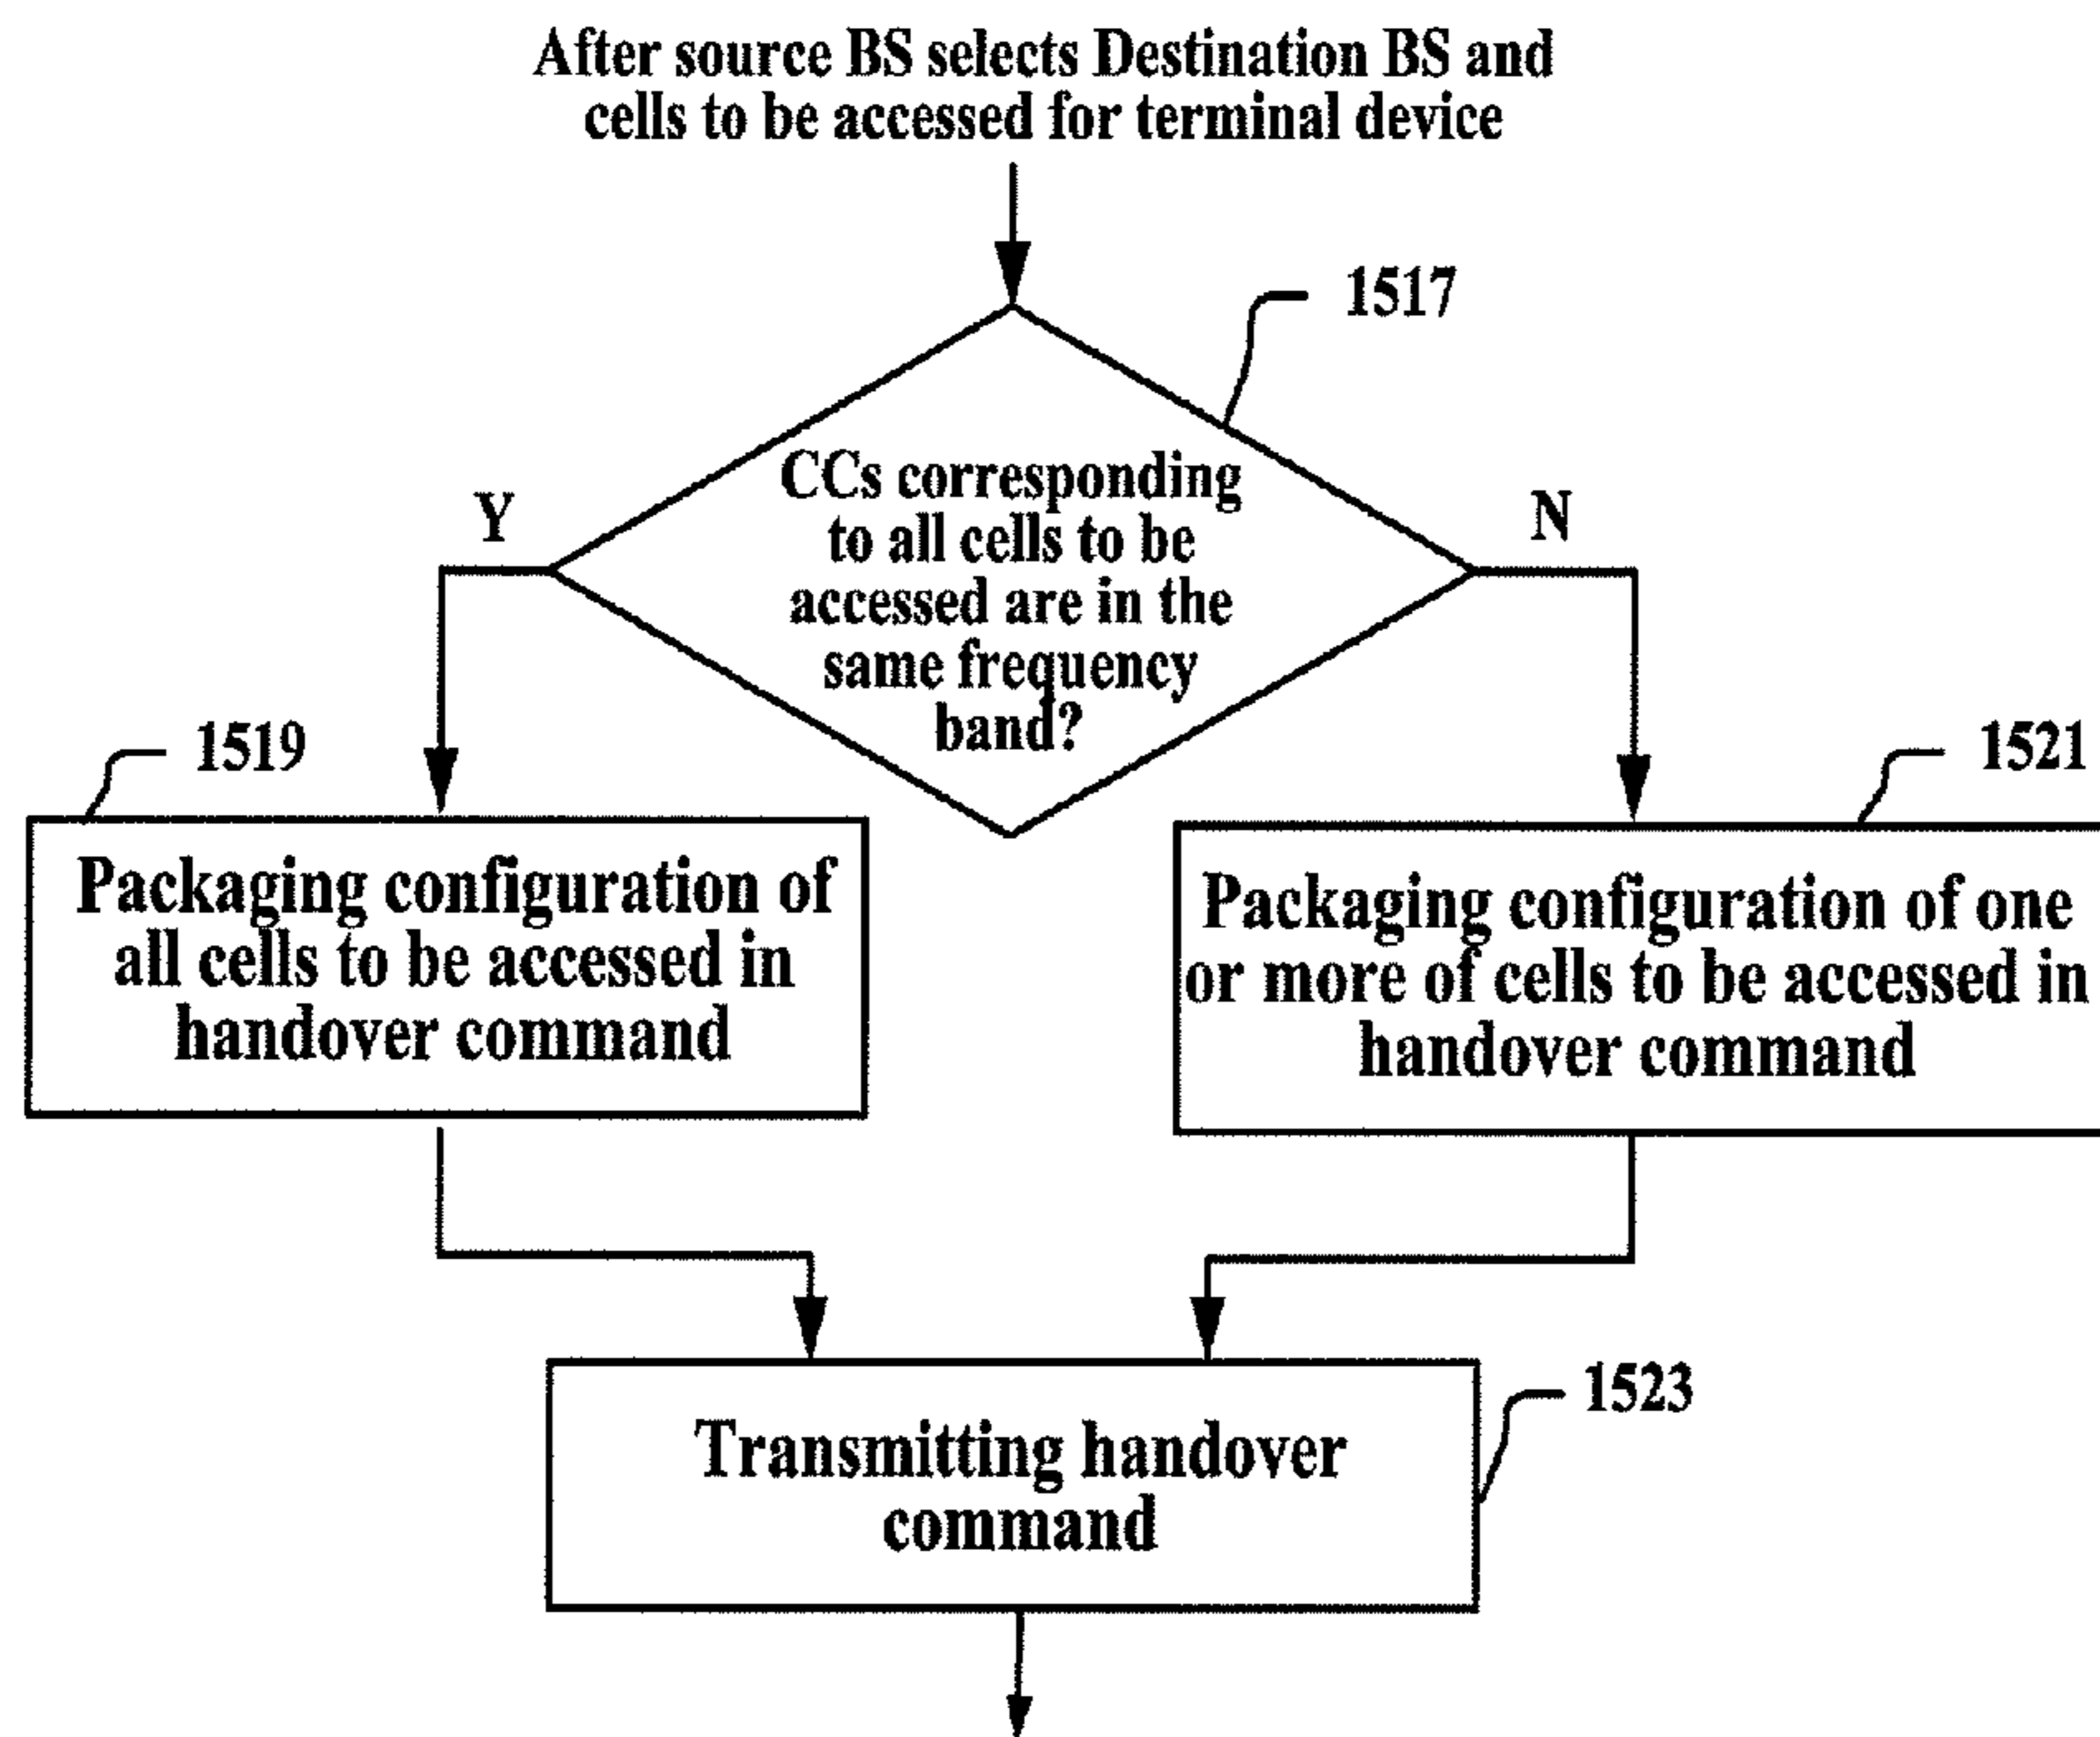 After source BS selects Destination BS and
cells to be accessed for terminal device
1517
CCs corresponding
to all cells to be
accessed are in the
same frequency
band?
Y
N
1519
1521
Packaging configuration of
all cells to be accessed in
handover command
Packaging configuration of one
or more of cells to be accessed in
handover command
1523
Transmitting handover
command